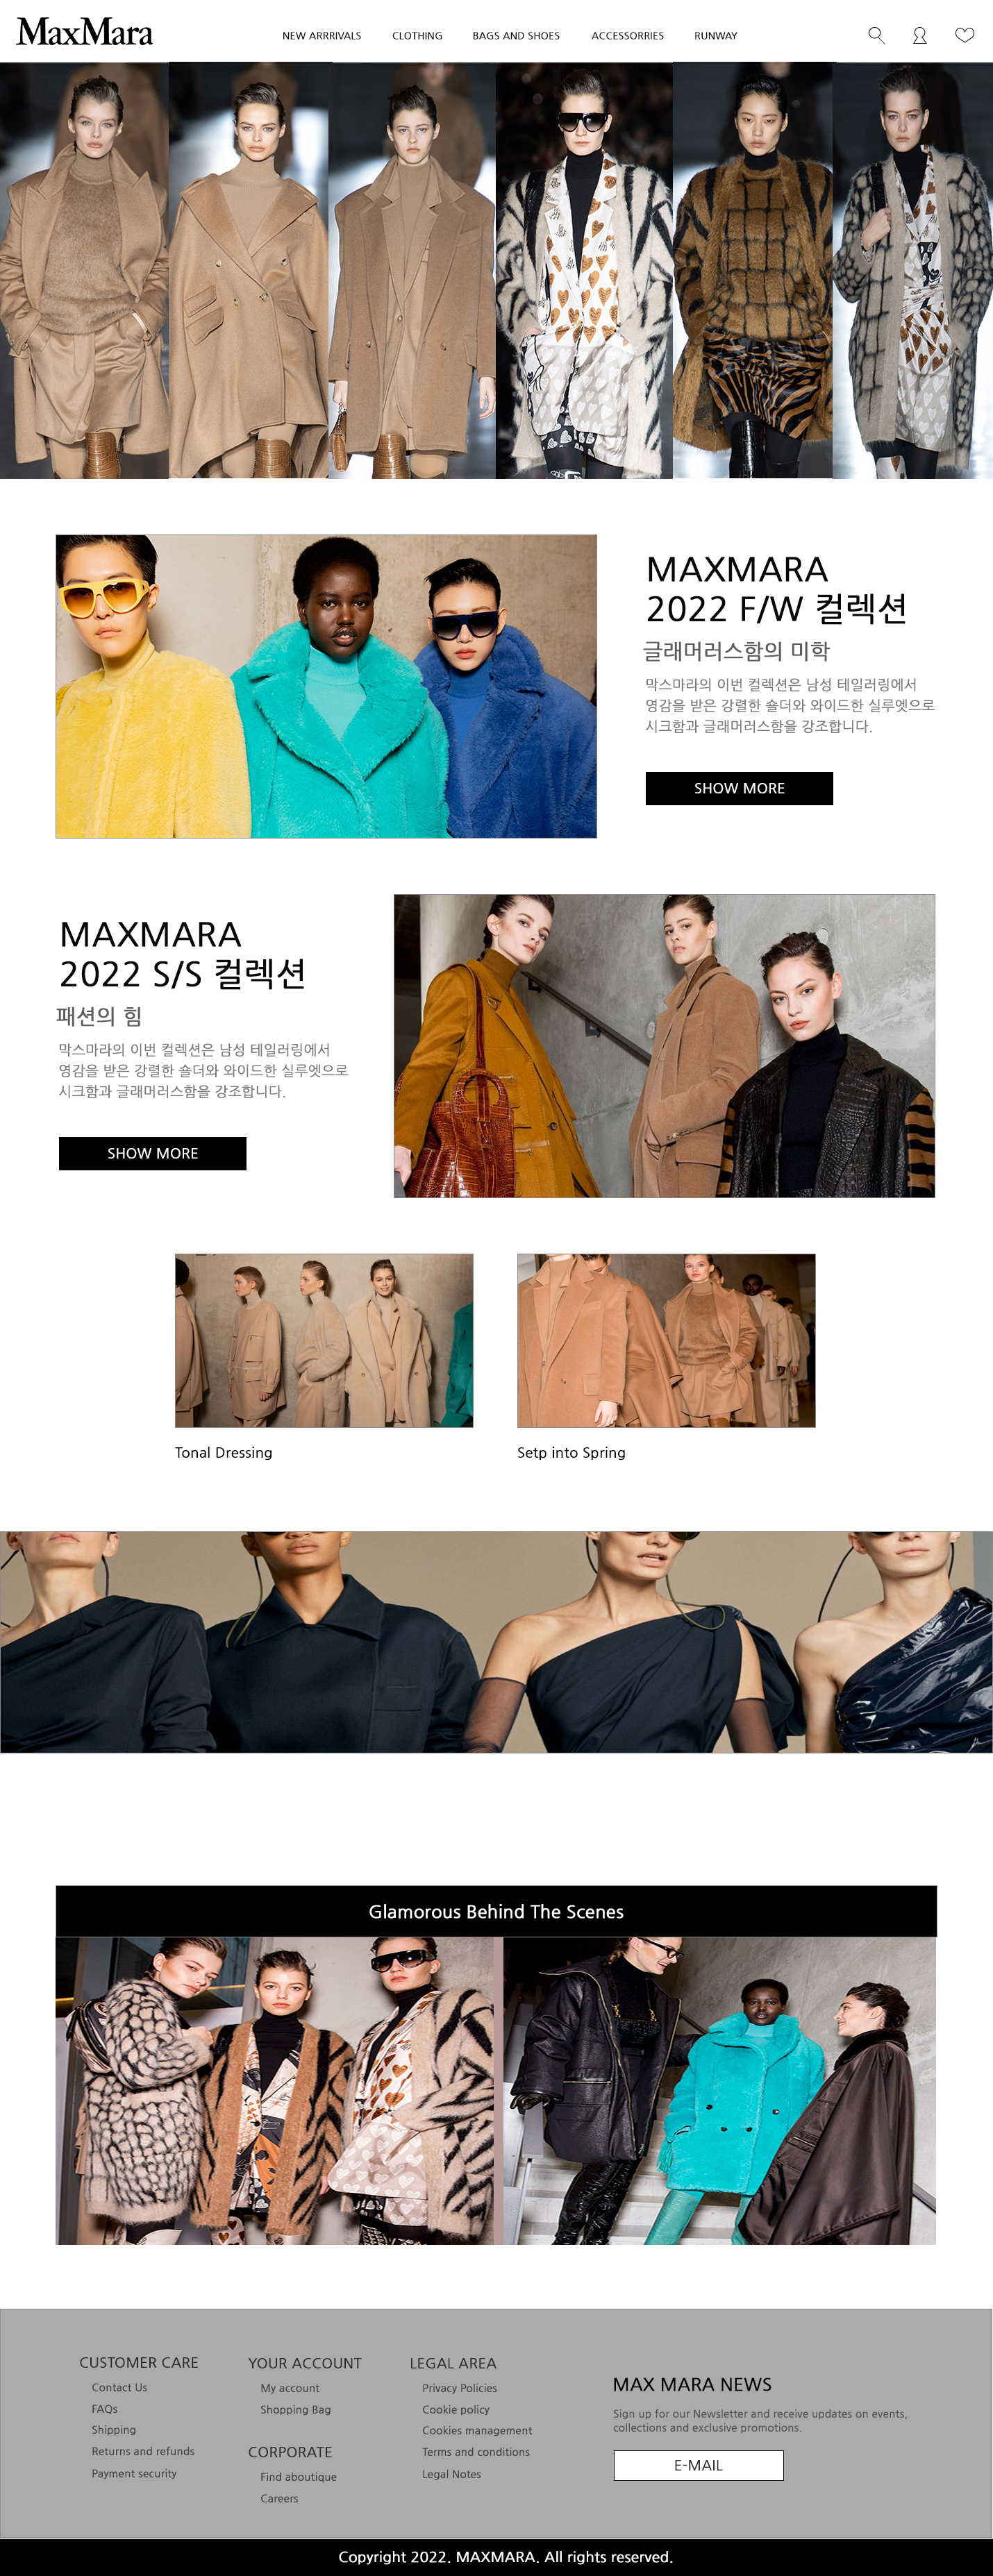 MaxMara
NEW ARRRIVALS
CLOTHING
BAGS AND SHOES
ACCESSORRIES
RUNWAY
MAXMARA
2022 F/W 컬렉션
글래머러스함의 미학
막스마라의 이번 컬렉션은 남성 테일러링에서
영감을 받은 강렬한 숄더와 와이드한 실루엣으로
시크함과 글래머러스함을 강조합니다.
SHOW MORE
MAXMARA
2022 S/S 컬렉션
패션의 힘
막스마라의 이번 컬렉션은 남성 테일러링에서
영감을 받은 강렬한 숄더와 와이드한 실루엣으로
시크함과 글래머러스함을 강조합니다.
SHOW MORE
Tonal Dressing
Setp into Spring
Glamorous Behind The Scenes
CUSTOMER CARE
Contact Us
FAQs
Shipping
Returns and refunds
Payment security
YOUR ACCOUNT
My account
Shopping Bag
CORPORATE
Find aboutique
Careers
LEGAL AREA
Privacy Policies
Cookie policy
Cookies management
Terms and conditions
Legal Notes
MAX MARA NEWS
Sign up for our Newsletter and receive updates on events,
collections and exclusive promotions.
E-MAIL
Copyright 2022. MAXMARA. All rights reserved.